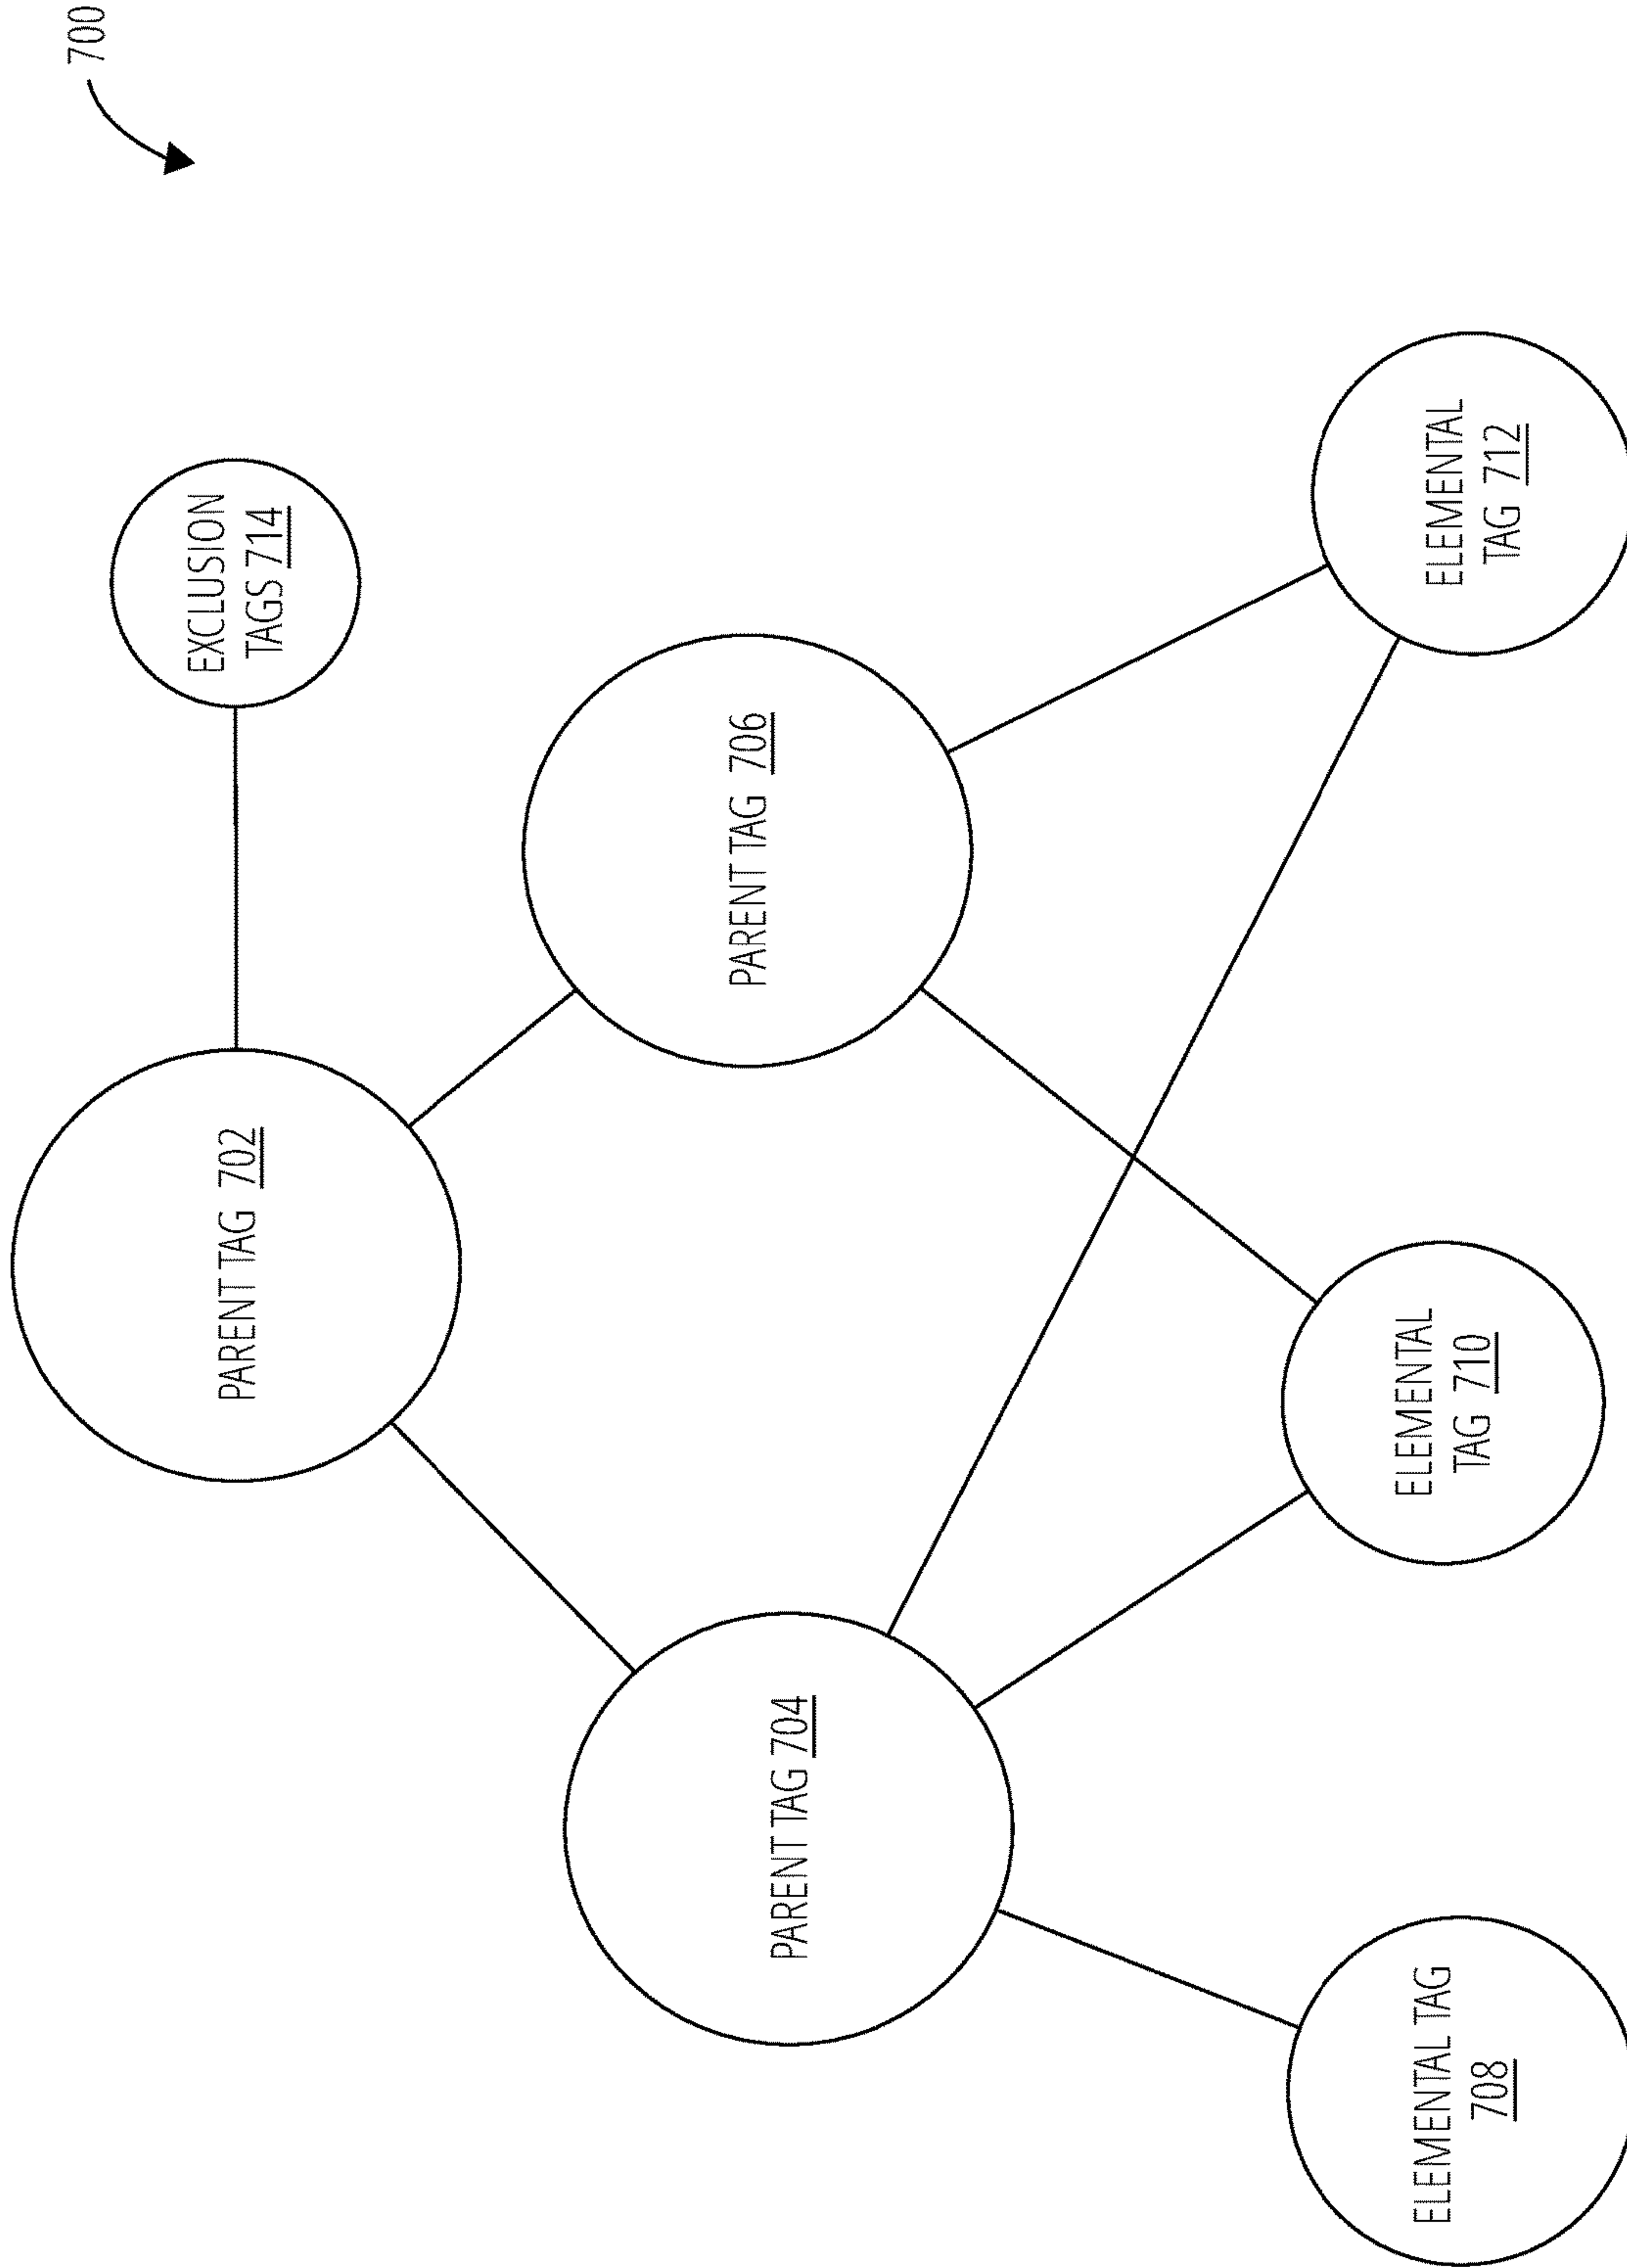 700
PARENT TAG 702
EXCLUSION
TAGS 714
PARENT TAG 704
PARENT TAG 706
ELEMENTAL TAG
708
ELEMENTAL
TAG 710
ELEMENTAL
TAG 712